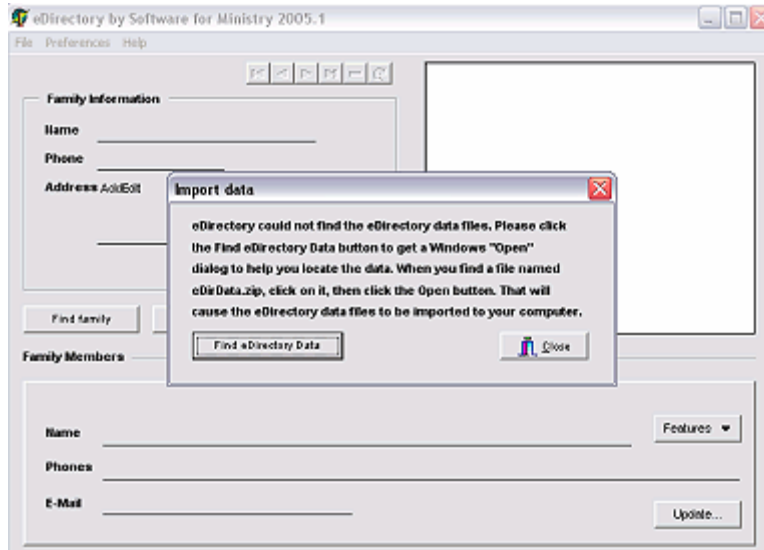 eDirectory by Software for Ministry 2005.1
File Preferences Help
Family Information
Name
Phone
Address Add/Edit
Import data
eDirectory could not find the eDirectory data files. Please click
the Find eDirectory Data button to get a Windows "Open"
dialog to help you locate the data. When you find a file named
eDirData.zip, click on it, then click the Open button. That will
cause the eDirectory data files to be imported to your computer.
Find eDirectory Data
Close
Find family
Family Members
Name
Features
Phones
E-Mail
Update...